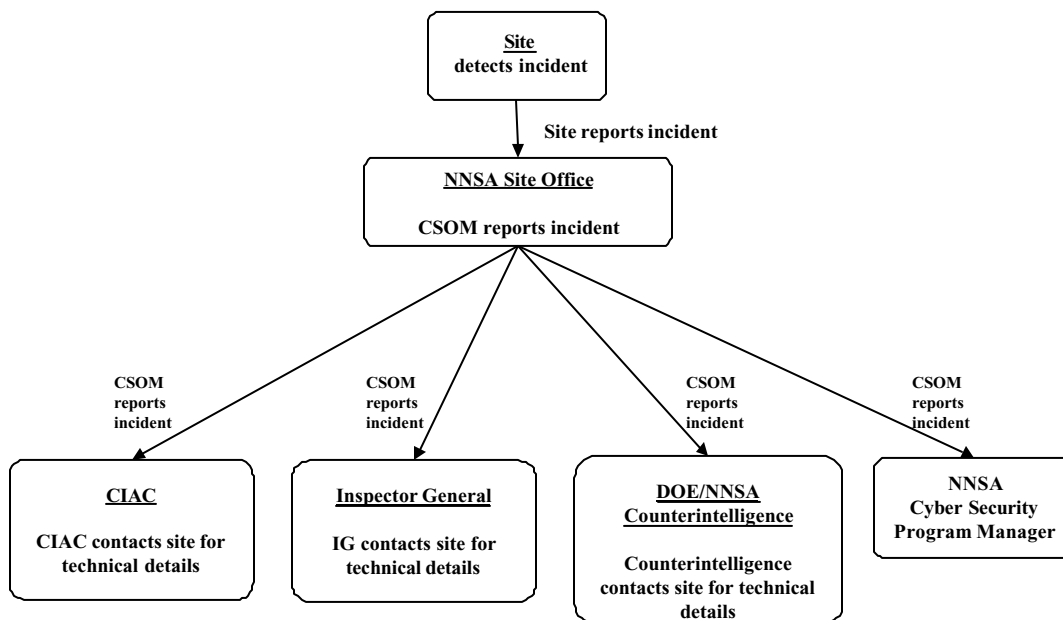 Site
detects incident
Site reports incident
NNSA Site Office
CSOM reports incident
CSOM
reports
incident
CSOM
reports
incident
CSOM
reports
incident
CSOM
reports
incident
CIAC
CIAC contacts site for
technical details
Inspector General
IG contacts site for
technical details
DOE/NNSA
Counterintelligence
Counterintelligence
contacts site for technical
details
NNSA
Cyber Security
Program Manager